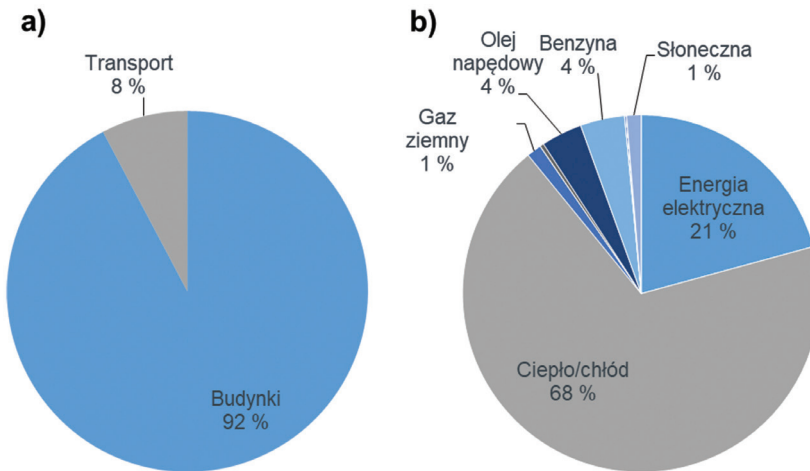 a)
Transport
8 %
Budynki
92 %
b)
Olej
napędowy
4 %
Benzyna
4 %
Słoneczna
1 %
Gaz
ziemny
1 %
Energia
elektryczna
21 %
Ciepło/chłód
68 %